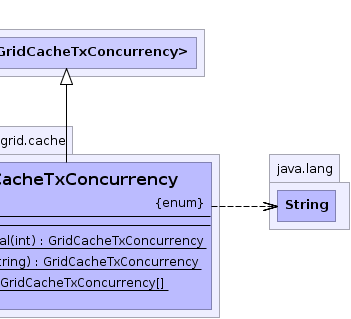 GridCacheTxConcurrency>
grid.cache
CacheTxConcurrency
{enum}
java.lang
String
al(int) : GridCacheTxConcurrency
tring) : GridCacheTxConcurrency
GridCacheTxConcurrency[]